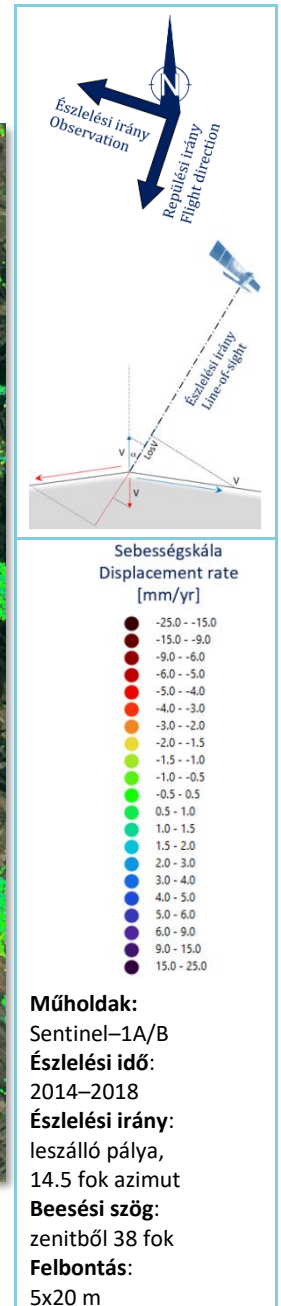 N
Észlelési irány
Observation
Repülési irány
Flight direction
Észlelési irány
Line-of-sight
V
α
LosV
V
V
Sebességskála
Displacement rate
[mm/yr]
-25.0 - -15.0
-15.0 - -9.0
-9.0 - -6.0
-6.0 - -5.0
-5.0 - -4.0
-4.0 - -3.0
-3.0 - -2.0
-2.0 - -1.5
-1.5 - -1.0
-1.0 - -0.5
-0.5 - 0.5
0.5 - 1.0
1.0 - 1.5
1.5 - 2.0
2.0 - 3.0
3.0 - 4.0
4.0 - 5.0
5.0 - 6.0
6.0 - 9.0
9.0 - 15.0
15.0 - 25.0
Műholdak:
Sentinel–1A/B
Észlelési idő:
2014–2018
Észlelési irány:
leszálló pálya,
14.5 fok azimut
Beesési szög:
zenitből 38 fok
Felbontás:
5x20 m